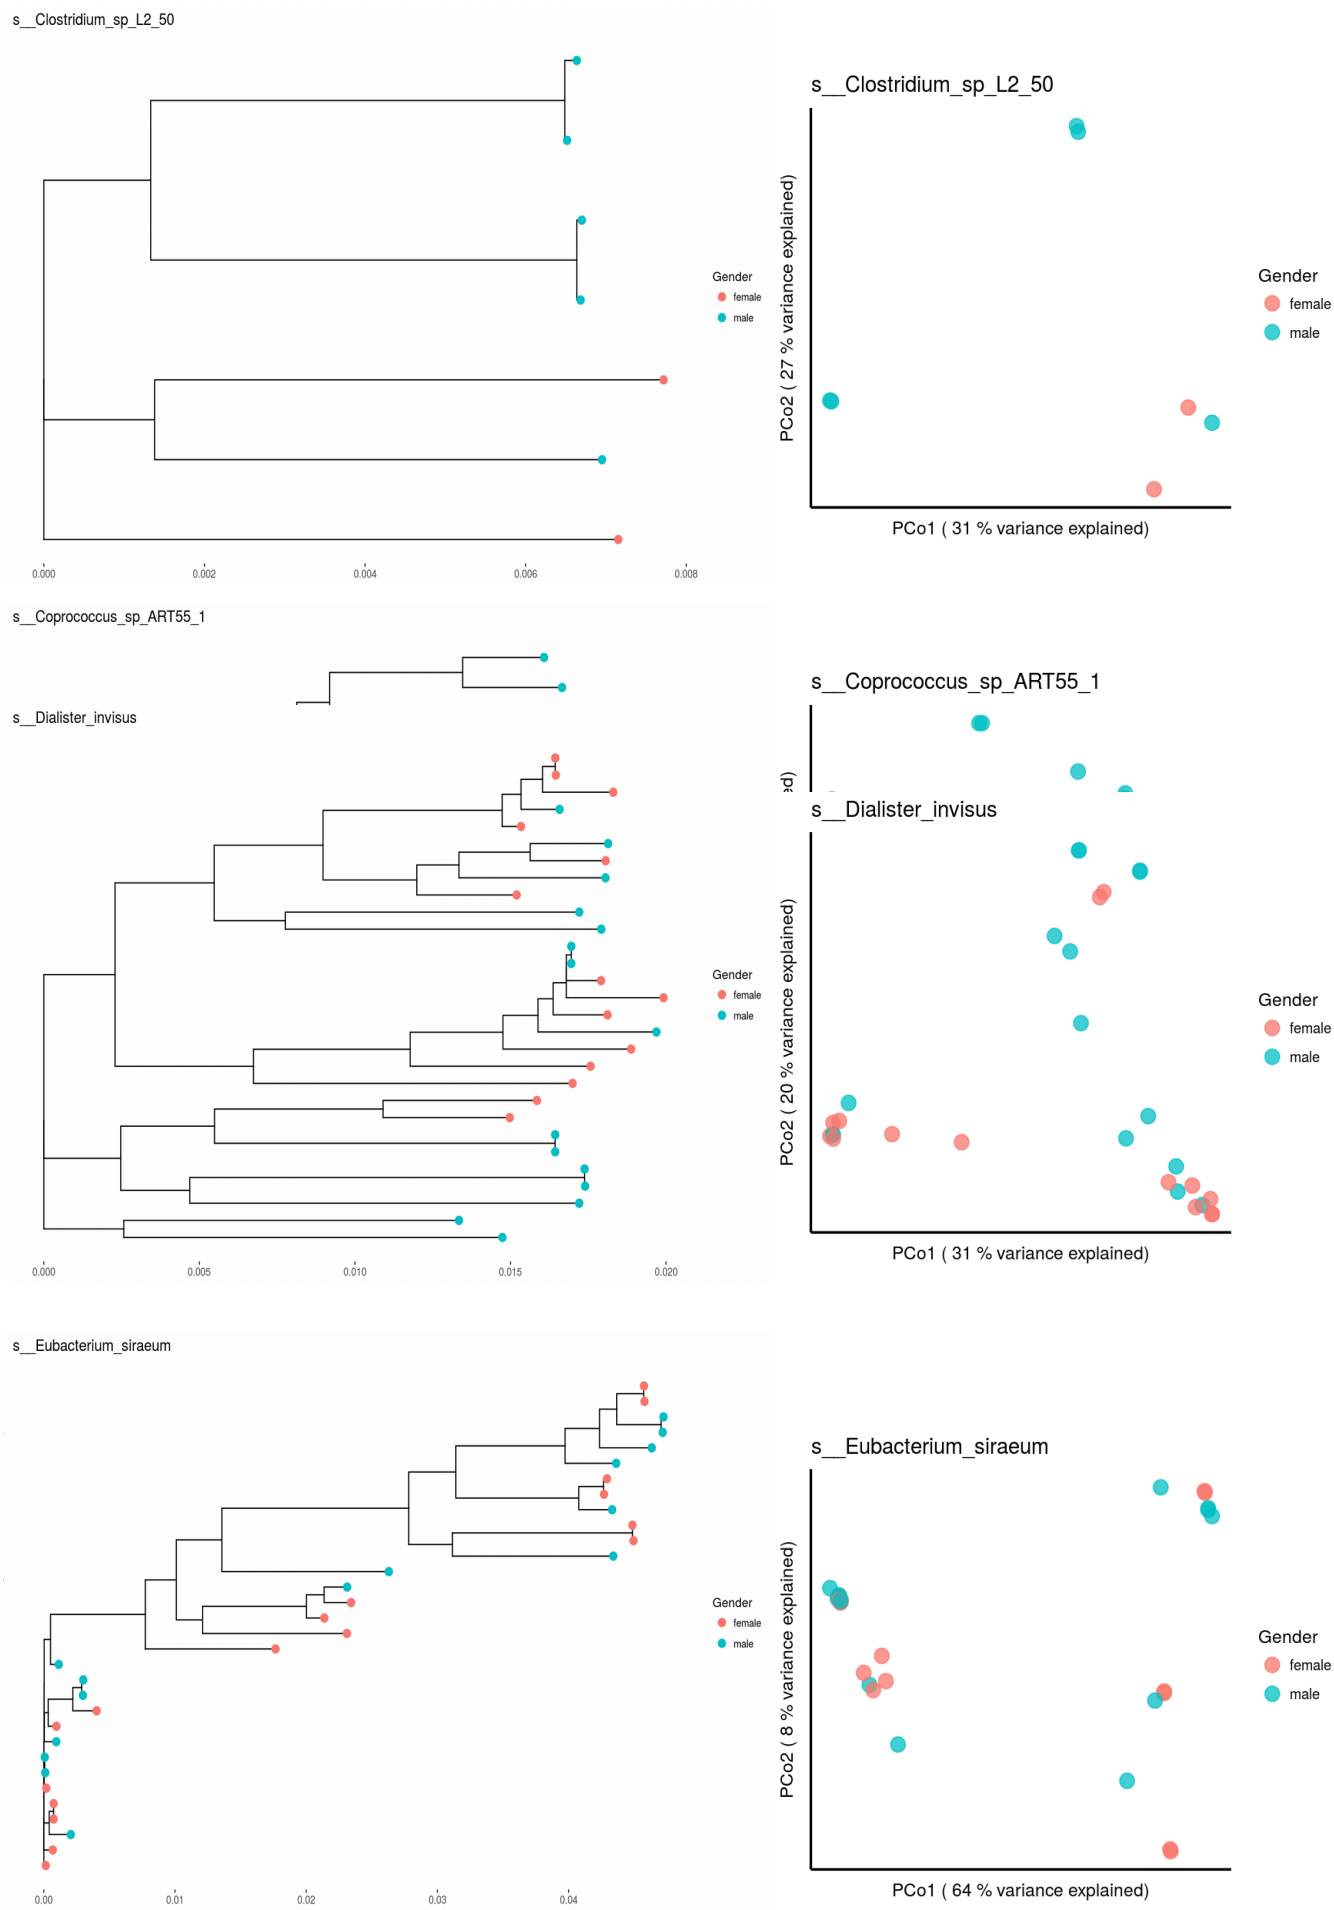 s__Clostridium_sp_L2_50
Gender
female
male
0.000 0.002 0.004 0.006 0.008
s__Clostridium_sp_L2_50
PCo2 ( 27 % variance explained)
PCo1 ( 31 % variance explained)
Gender
female
male
s__Coprococcus_sp_ART55_1
s__Coprococcus_sp_ART55_1
ed)
s__Dialister_invisus
Gender
female
male
0.000 0.005 0.010 0.015 0.020
s__Dialister_invisus
PCo2 ( 20 % variance explained)
PCo1 ( 31 % variance explained)
Gender
female
male
s__Eubacterium_siraeum
Gender
female
male
0.00 0.01 0.02 0.03 0.04
s__Eubacterium_siraeum
PCo2 ( 8 % variance explained)
PCo1 ( 64 % variance explained)
Gender
female
male